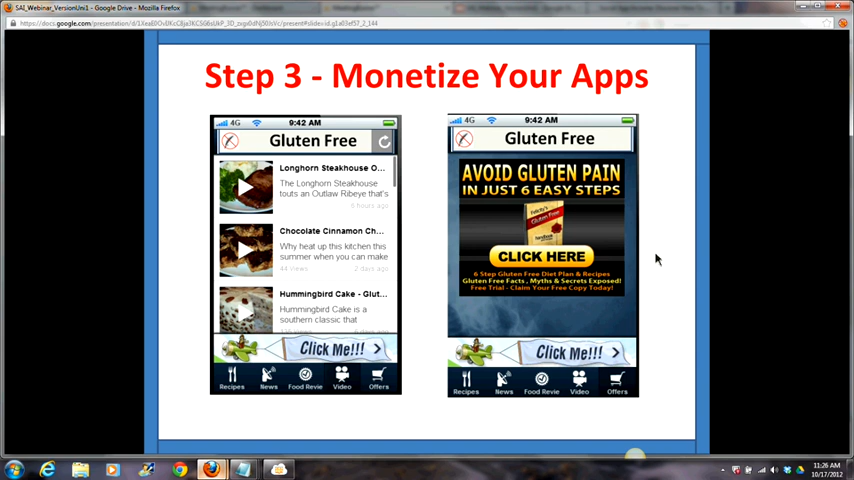 SAI_Webinar_VersionUni1 - Google Drive - Mozilla Firefox
Step 3 - Monetize Your Apps
4G 9:42 AM
Gluten Free
Longhorn Steakhouse O...
The Longhorn Steakhouse
touts an Outlaw Ribeye that's
6 hours ago
Chocolate Cinnamon Ch...
Why heat up this kitchen this
summer when you can make
44 views 2 days ago
Hummingbird Cake - Glut...
Hummingbird Cake is a
southern classic that
Click Me!!!
Recipes News Food Revie Video Offers
4G 9:42 AM
Gluten Free
AVOID GLUTEN PAIN
IN JUST 6 EASY STEPS
Gluten Free
handbook
CLICK HERE
6 Step Gluten Free Diet Plan & Recipes
Gluten Free Facts, Myths & Secrets Exposed!
Free Trial - Claim Your Free Copy Today!
Click Me!!!
Recipes News Food Revie Video Offers
11:26 AM
10/17/2012